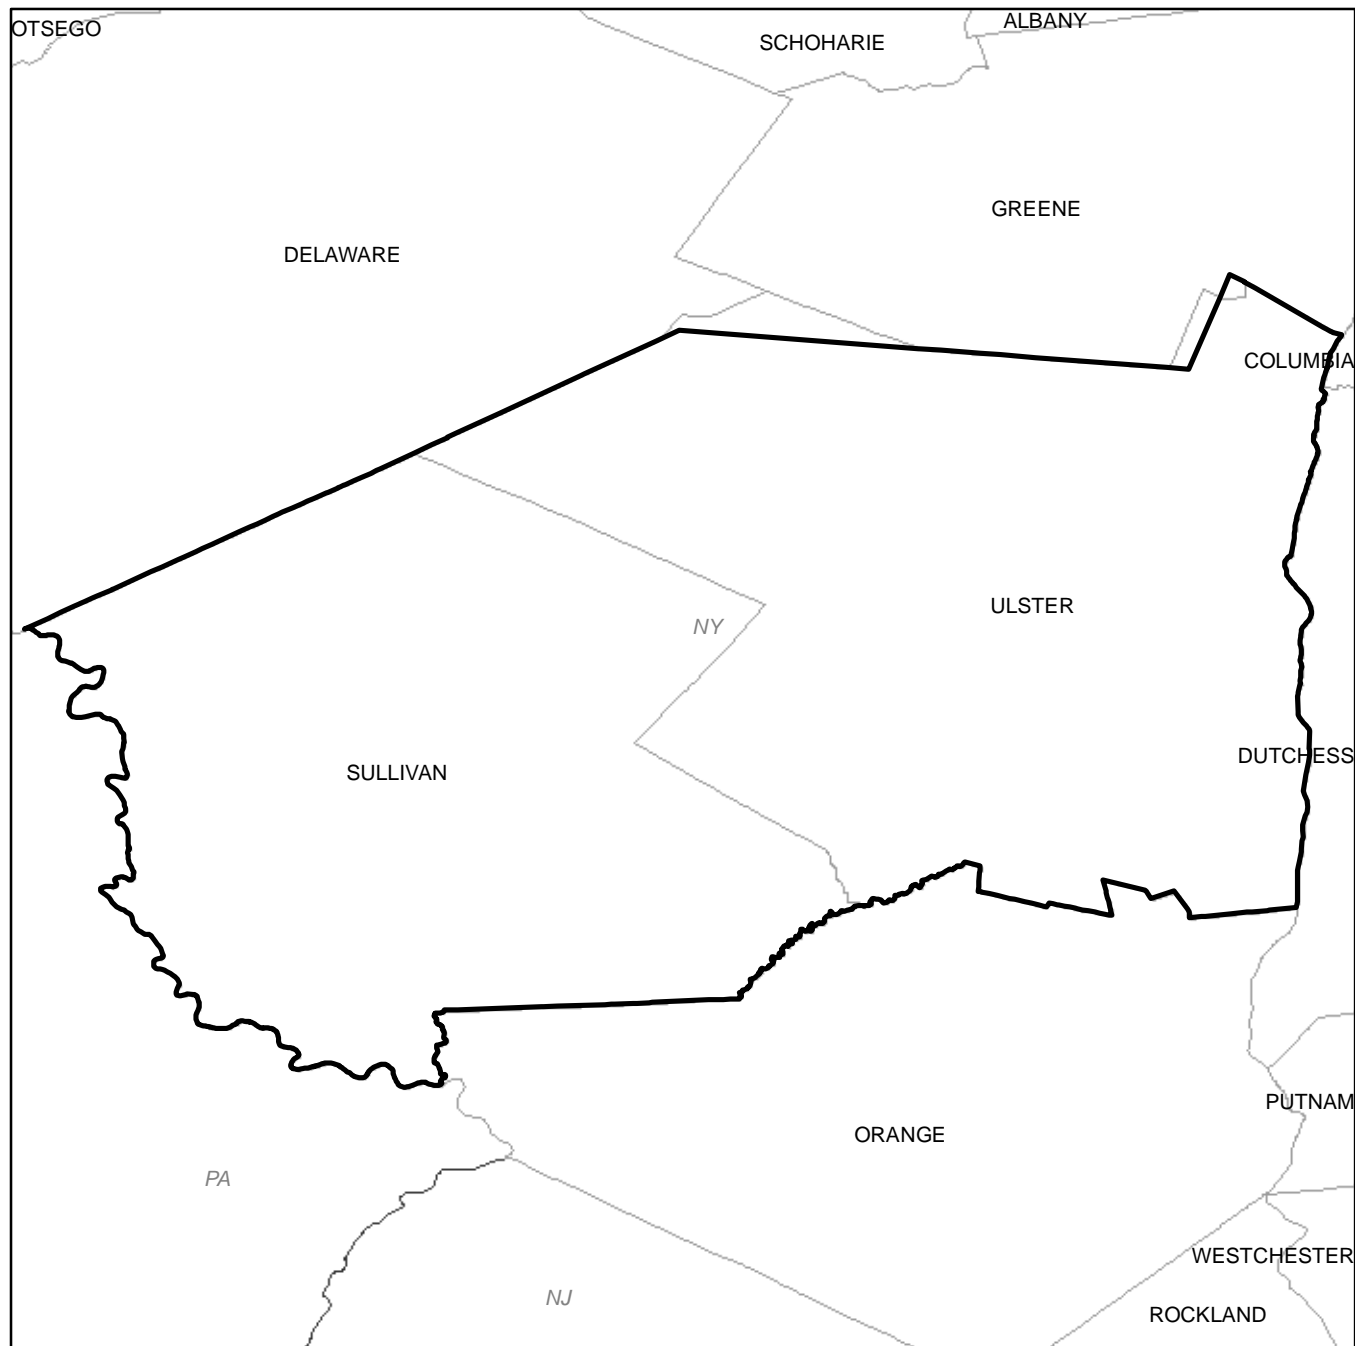 OTSEGO
ALBANY
SCHOHARIE
GREENE
DELAWARE
COLUMBIA
ULSTER
NY
DUTCHESS
SULLIVAN
PUTNAM
ORANGE
PA
WESTCHESTER
NJ
ROCKLAND